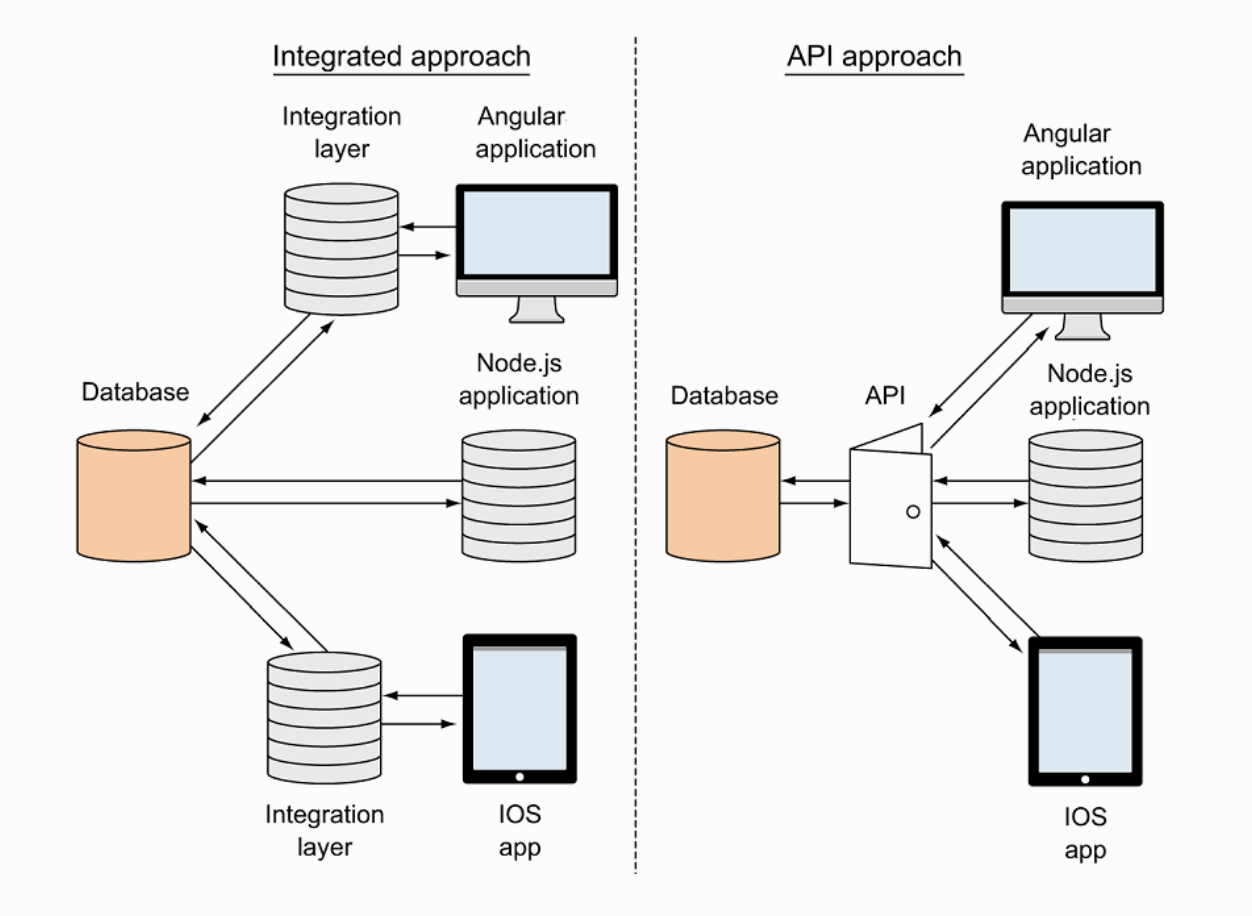 Integrated approach
Integration
layer
Angular
application
Database
Node.js
application
Integration
layer
IOS
app
API approach
Angular
application
Database
API
Node.js
application
IOS
app